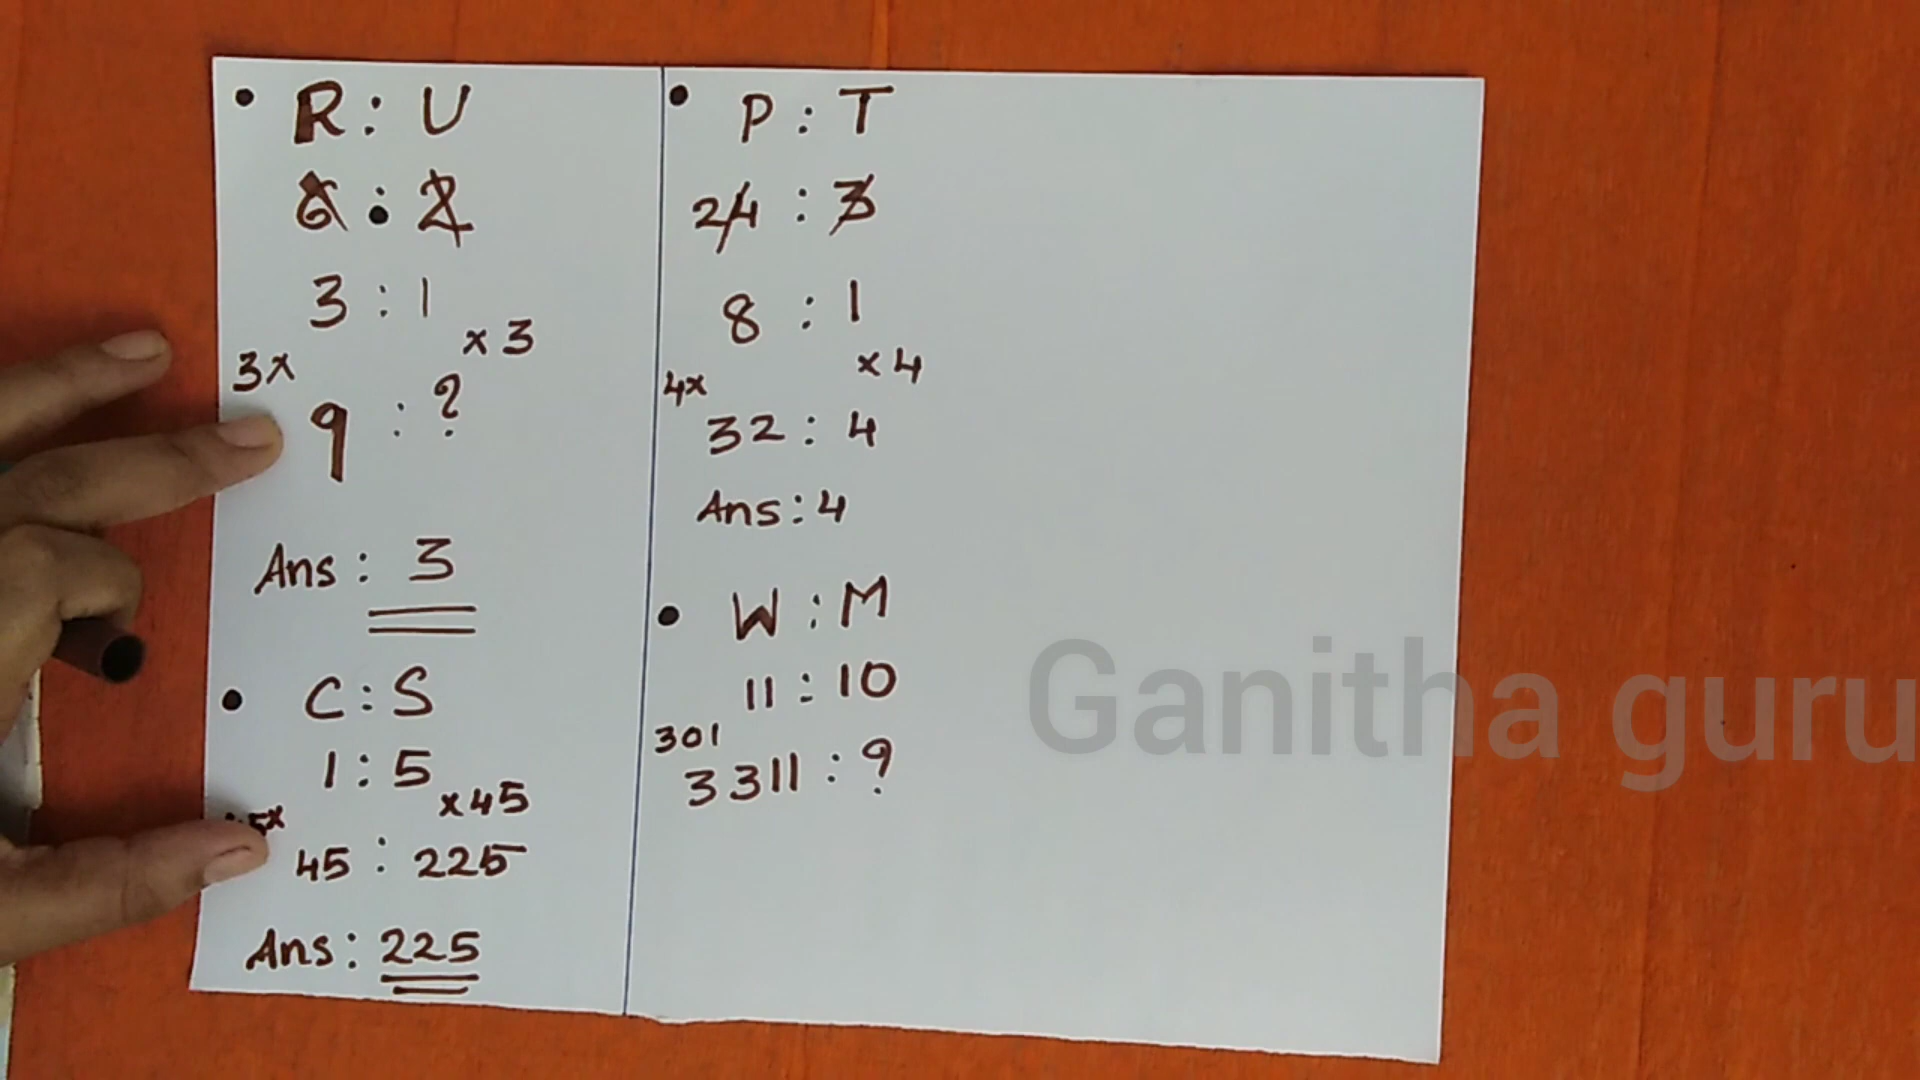 • R : U
6 : 2
3 : 1
3x x 3
9 : ?
Ans : 3
• C : S
1 : 5
5x x 45
45 : 225
Ans : 225
• P : T
24 : 3
8 : 1
4x x 4
32 : 4
Ans : 4
• W : M
11 : 10
301
3311 : ?
Ganitha guru